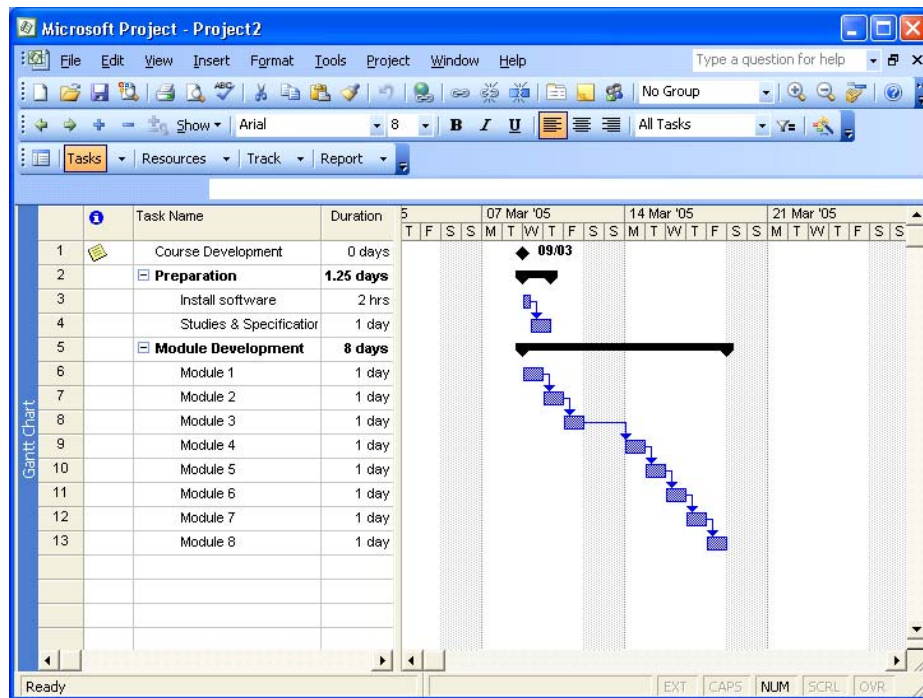 Microsoft Project - Project2
File Edit View Insert Format Tools Project Window Help Type a question for help
ABC No Group
Show Arial 8 B I U All Tasks
Tasks Resources Track Report
Task Name Duration 5 07 Mar '05 14 Mar '05 21 Mar '05
T F S S M T W T F S S M T W T F S S M T W T F S S
1 Course Development 0 days 09/03
2 Preparation 1.25 days
3 Install software 2 hrs
4 Studies & Specification 1 day
5 Module Development 8 days
6 Module 1 1 day
7 Module 2 1 day
8 Module 3 1 day
9 Module 4 1 day
10 Module 5 1 day
11 Module 6 1 day
12 Module 7 1 day
13 Module 8 1 day
Gantt Chart
Ready EXT CAPS NUM SCRL OVR